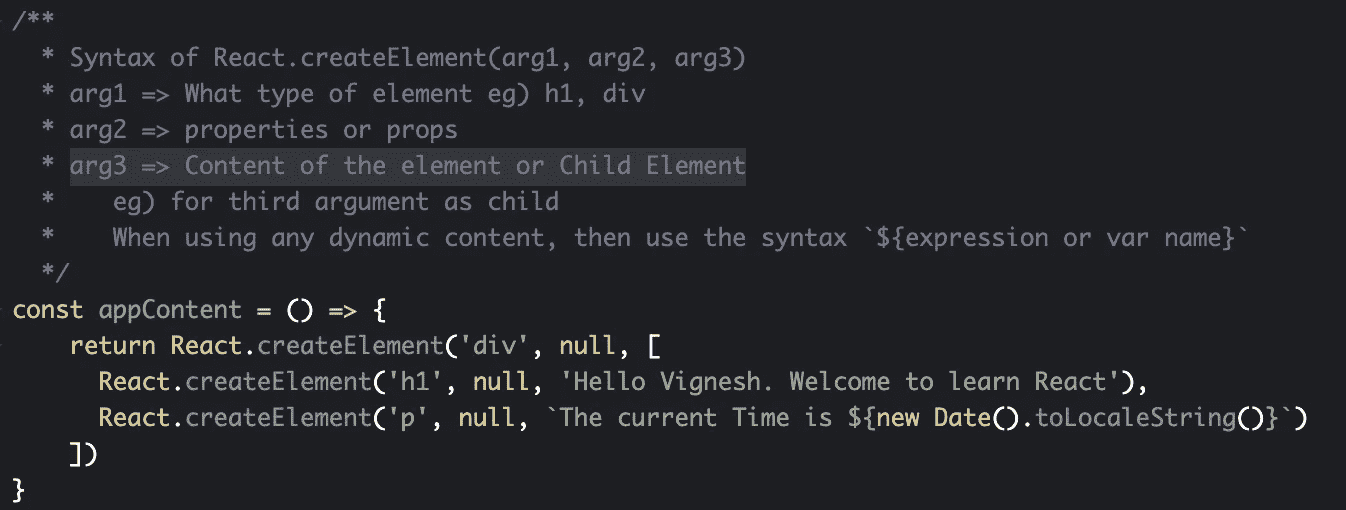 /**
* Syntax of React.createElement(arg1, arg2, arg3)
* arg1 => What type of element eg) h1, div
* arg2 => properties or props
* arg3 => Content of the element or Child Element
* eg) for third argument as child
* When using any dynamic content, then use the syntax `${expression or var name}`
*/
const appContent = () => {
return React.createElement('div', null, [
React.createElement('h1', null, 'Hello Vignesh. Welcome to learn React'),
React.createElement('p', null, `The current Time is ${new Date().toLocaleString()}`)
])
}